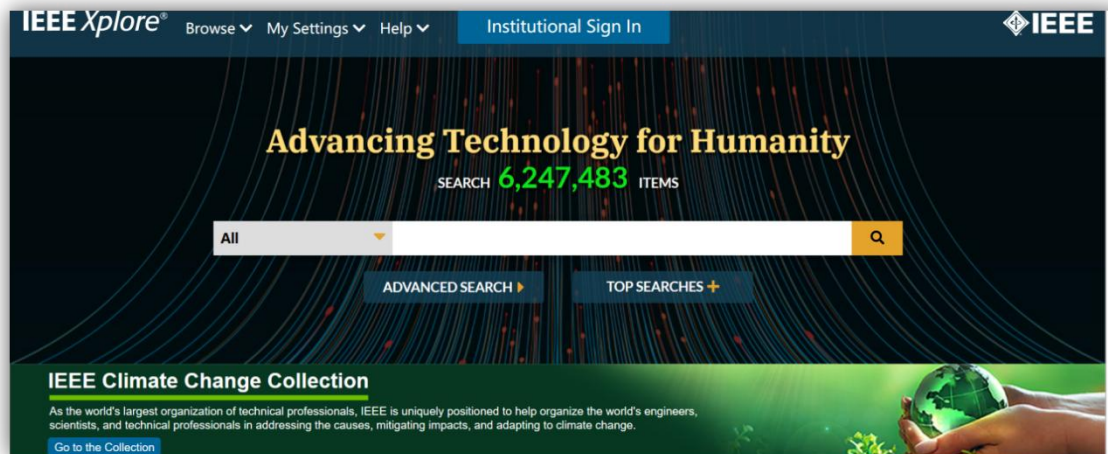 IEEE Xplore® Browse My Settings Help Institutional Sign In IEEE
Advancing Technology for Humanity
SEARCH 6,247,483 ITEMS
All
ADVANCED SEARCH TOP SEARCHES
IEEE Climate Change Collection
As the world's largest organization of technical professionals, IEEE is uniquely positioned to help organize the world's engineers,
scientists, and technical professionals in addressing the causes, mitigating impacts, and adapting to climate change.
Go to the Collection